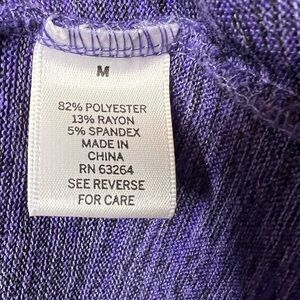 M
82% POLYESTER
13% RAYON
5% SPANDEX
MADE IN
CHINA
RN 63264
SEE REVERSE
FOR CARE